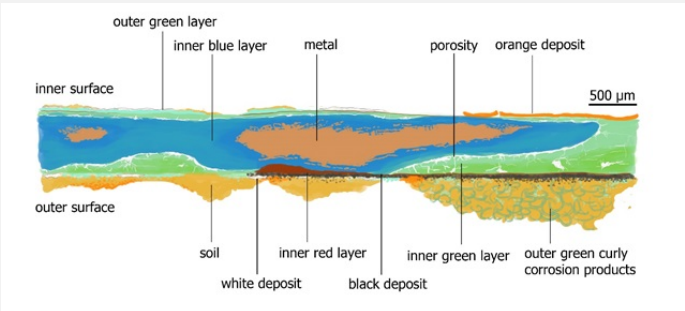 outer green layer
inner blue layer
metal
porosity
orange deposit
inner surface
500 µm
outer surface
soil
inner red layer
inner green layer
outer green curly
corrosion products
white deposit
black deposit